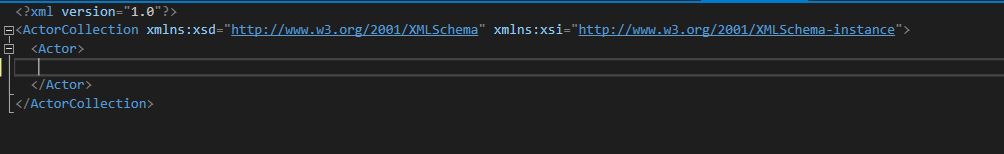 <?xml version="1.0"?>
<ActorCollection xmlns:xsd="http://www.w3.org/2001/XMLSchema" xmlns:xsi="http://www.w3.org/2001/XMLSchema-instance">
<Actor>
</Actor>
</ActorCollection>